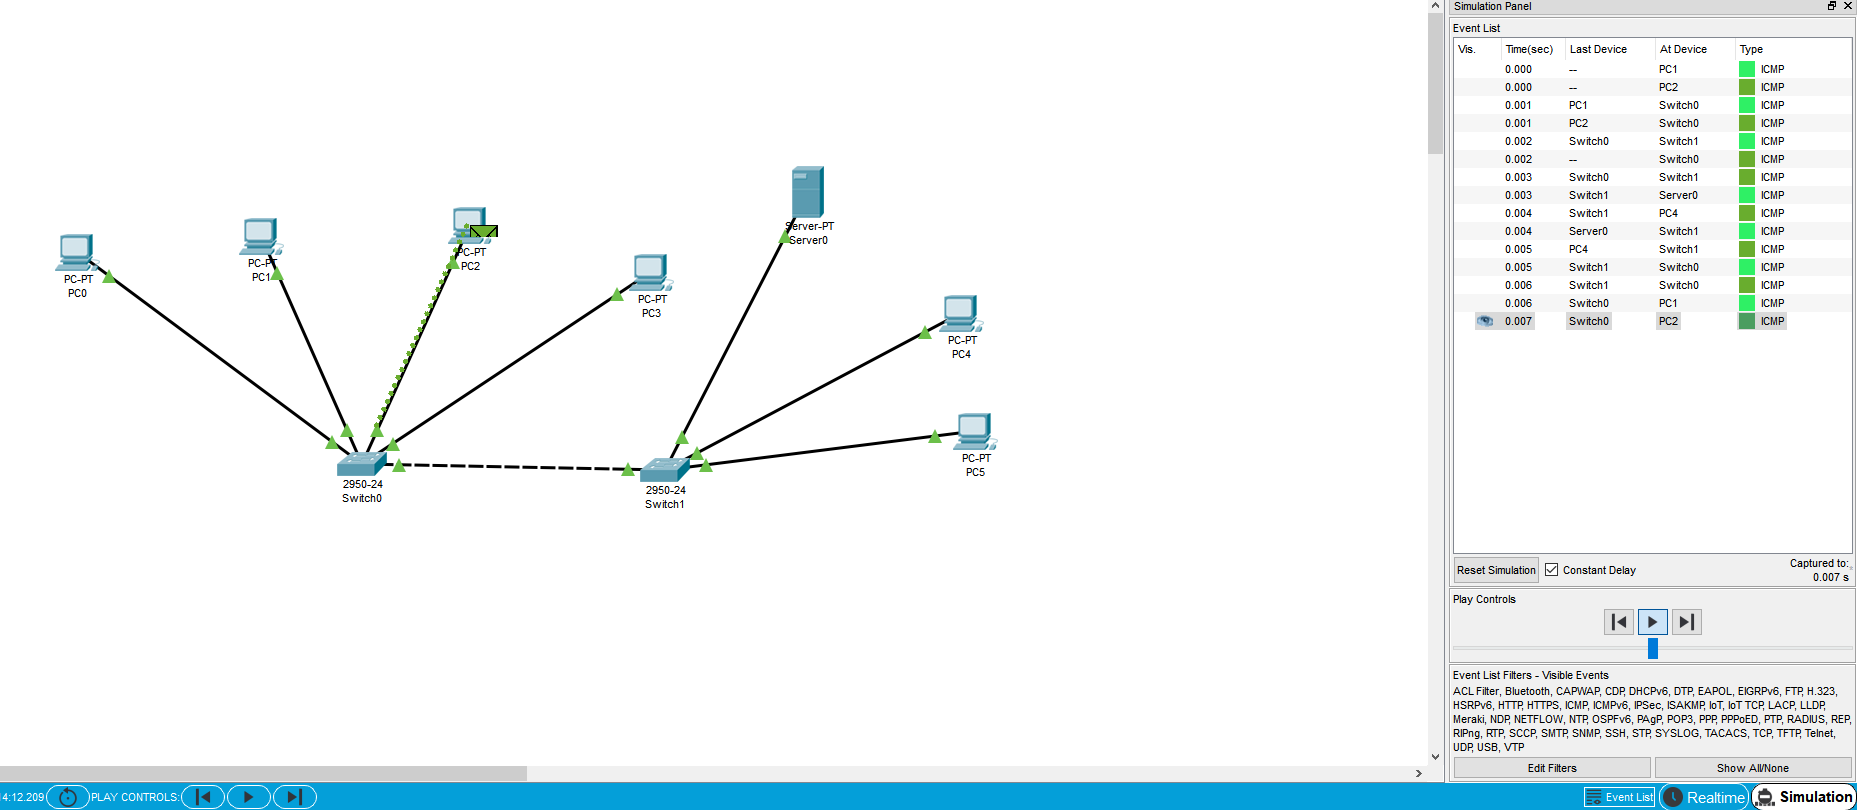 Simulation Panel
Event List
Vis. Time(sec) Last Device At Device Type
0.000 -- PC1 ICMP
0.000 -- PC2 ICMP
0.001 PC1 Switch0 ICMP
0.001 PC2 Switch0 ICMP
0.002 Switch0 Switch1 ICMP
0.002 -- Switch0 ICMP
0.003 Switch0 Switch1 ICMP
0.003 Switch1 Server0 ICMP
0.004 Switch1 PC4 ICMP
0.004 Server0 Switch1 ICMP
0.005 PC4 Switch1 ICMP
0.005 Switch1 Switch0 ICMP
0.006 Switch1 Switch0 ICMP
0.006 Switch0 PC1 ICMP
0.007 Switch0 PC2 ICMP
PC-PT
PC0
PC-PT
PC1
PC-PT
PC2
PC-PT
PC3
Server-PT
Server0
PC-PT
PC4
PC-PT
PC5
2950-24
Switch0
2950-24
Switch1
Reset Simulation Constant Delay Captured to:
0.007 s
Play Controls
Event List Filters - Visible Events
ACL Filter, Bluetooth, CAPWAP, CDP, DHCPv6, DTP, EAPOL, EIGRPv6, FTP, H.323,
HSRPv6, HTTP, HTTPS, ICMP, ICMPv6, IPSec, ISAKMP, IoT, IoT TCP, LACP, LLDP,
Meraki, NDP, NETFLOW, NTP, OSPFv6, PAgP, POP3, PPP, PPPoED, PTP, RADIUS, REP,
RIPng, RTP, SCCP, SMTP, SNMP, SSH, STP, SYSLOG, TACACS, TCP, TFTP, Telnet,
UDP, USB, VTP
Edit Filters Show All/None
4:12.209 PLAY CONTROLS: Event List Realtime Simulation